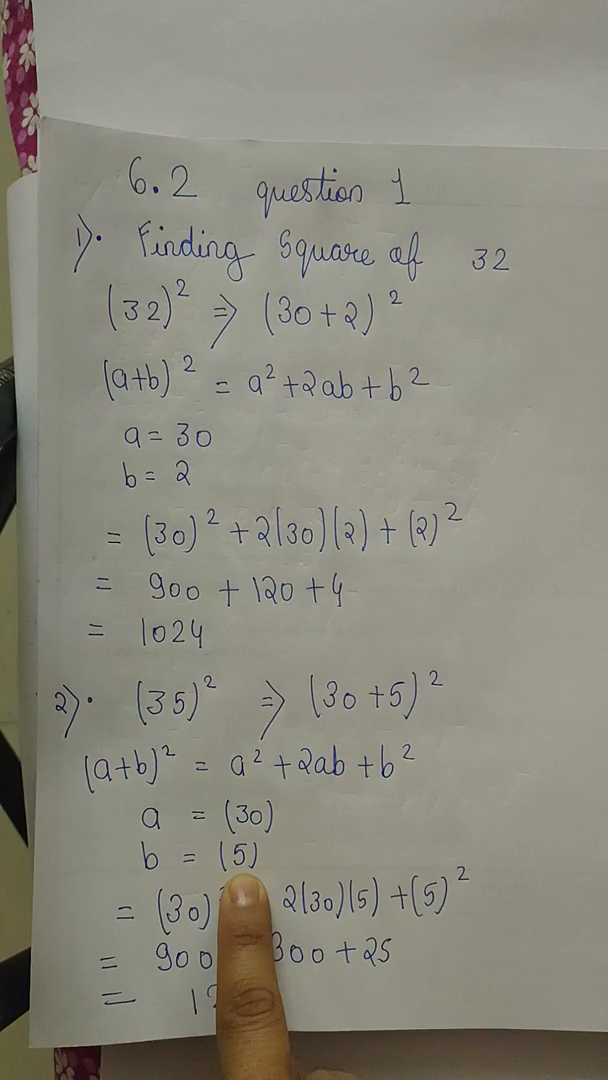 6.2 question 1
1)• Finding Square of 32
(32)² ⇒ (30+2)²
(a+b)² = a²+2ab+b²
a = 30
b = 2
= (30)² + 2(30)(2) + (2)²
= 900 + 120 + 4
= 1024
2)• (35)² ⇒ (30+5)²
(a+b)² = a²+2ab+b²
a = (30)
b = (5)
= (30) 2(30)(5) + (5)²
= 900 300 + 25
= 1